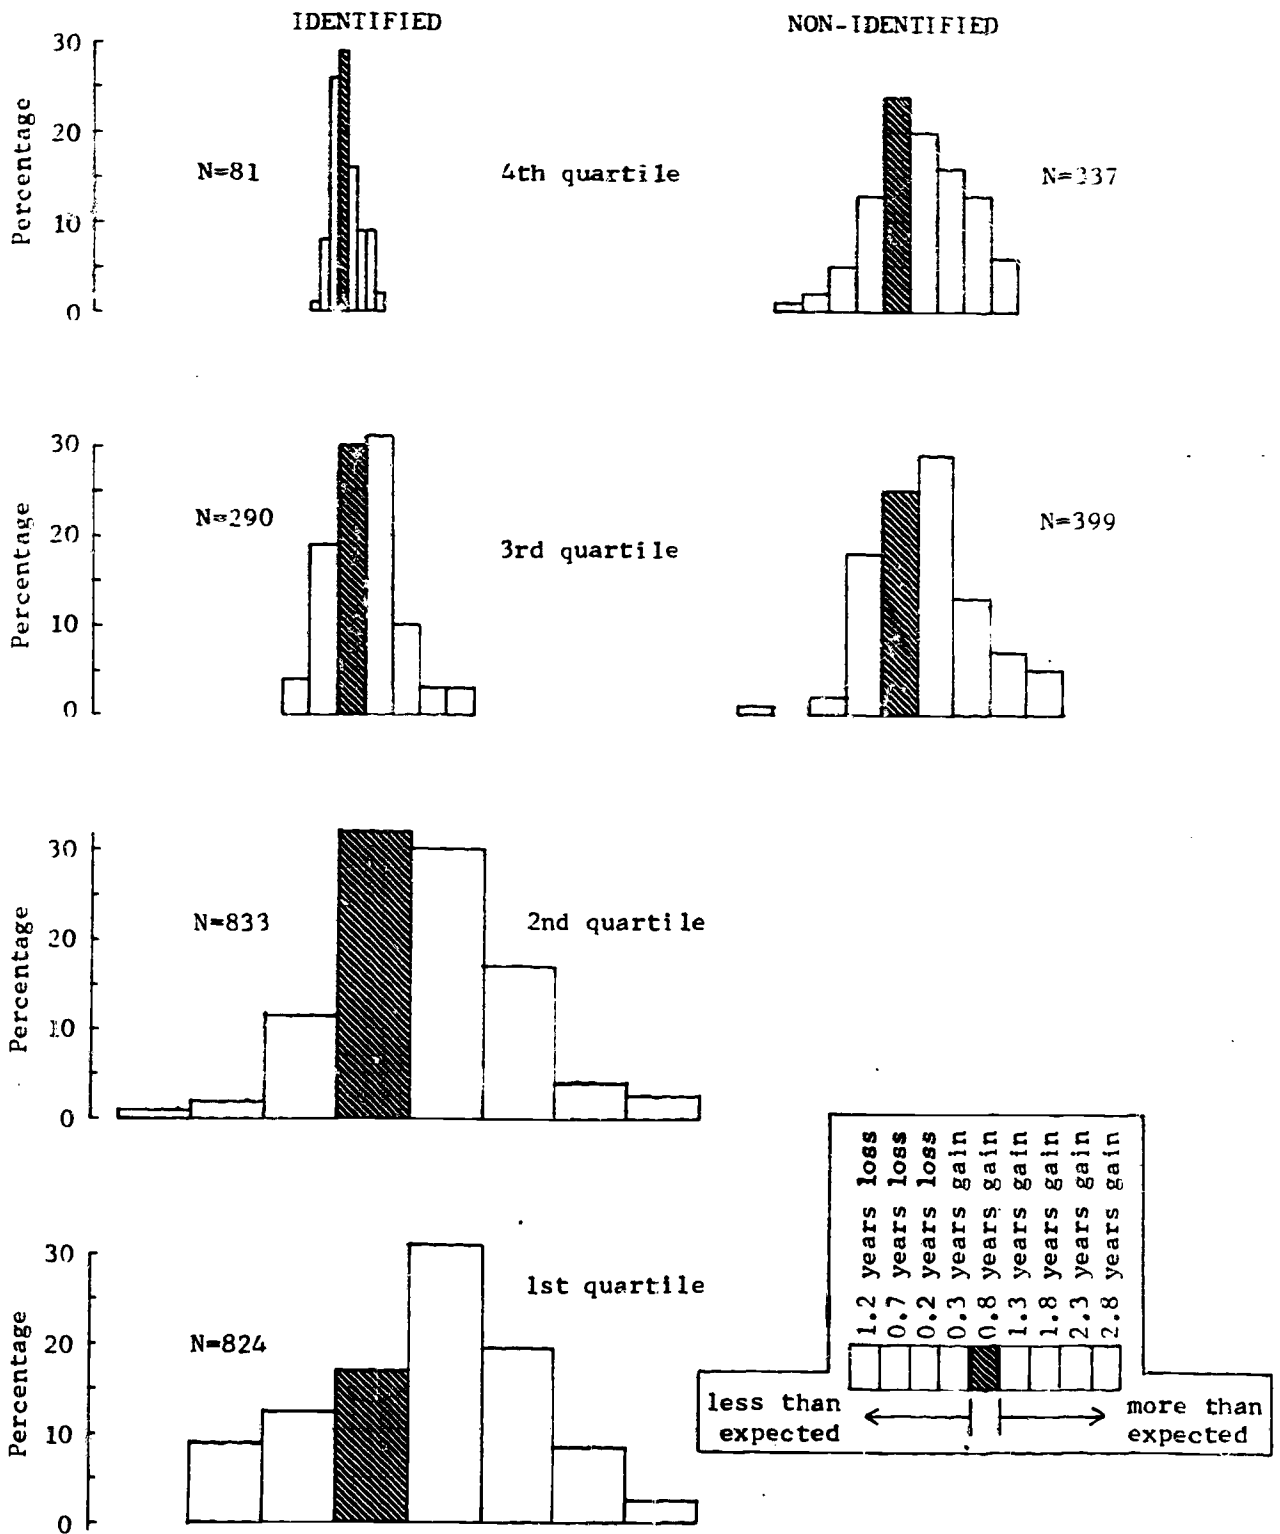 IDENTIFIED
NON-IDENTIFIED
30
20
10
0
Percentage
N=81
4th quartile
30
20
10
0
Percentage
N=290
3rd quartile
N=399
30
20
10
0
Percentage
N=833
2nd quartile
30
20
10
0
Percentage
N=824
1st quartile
1.2 years loss
0.7 years loss
0.2 years loss
0.3 years gain
0.8 years gain
1.3 years gain
1.8 years gain
2.3 years gain
2.8 years gain
less than
expected
more than
expected